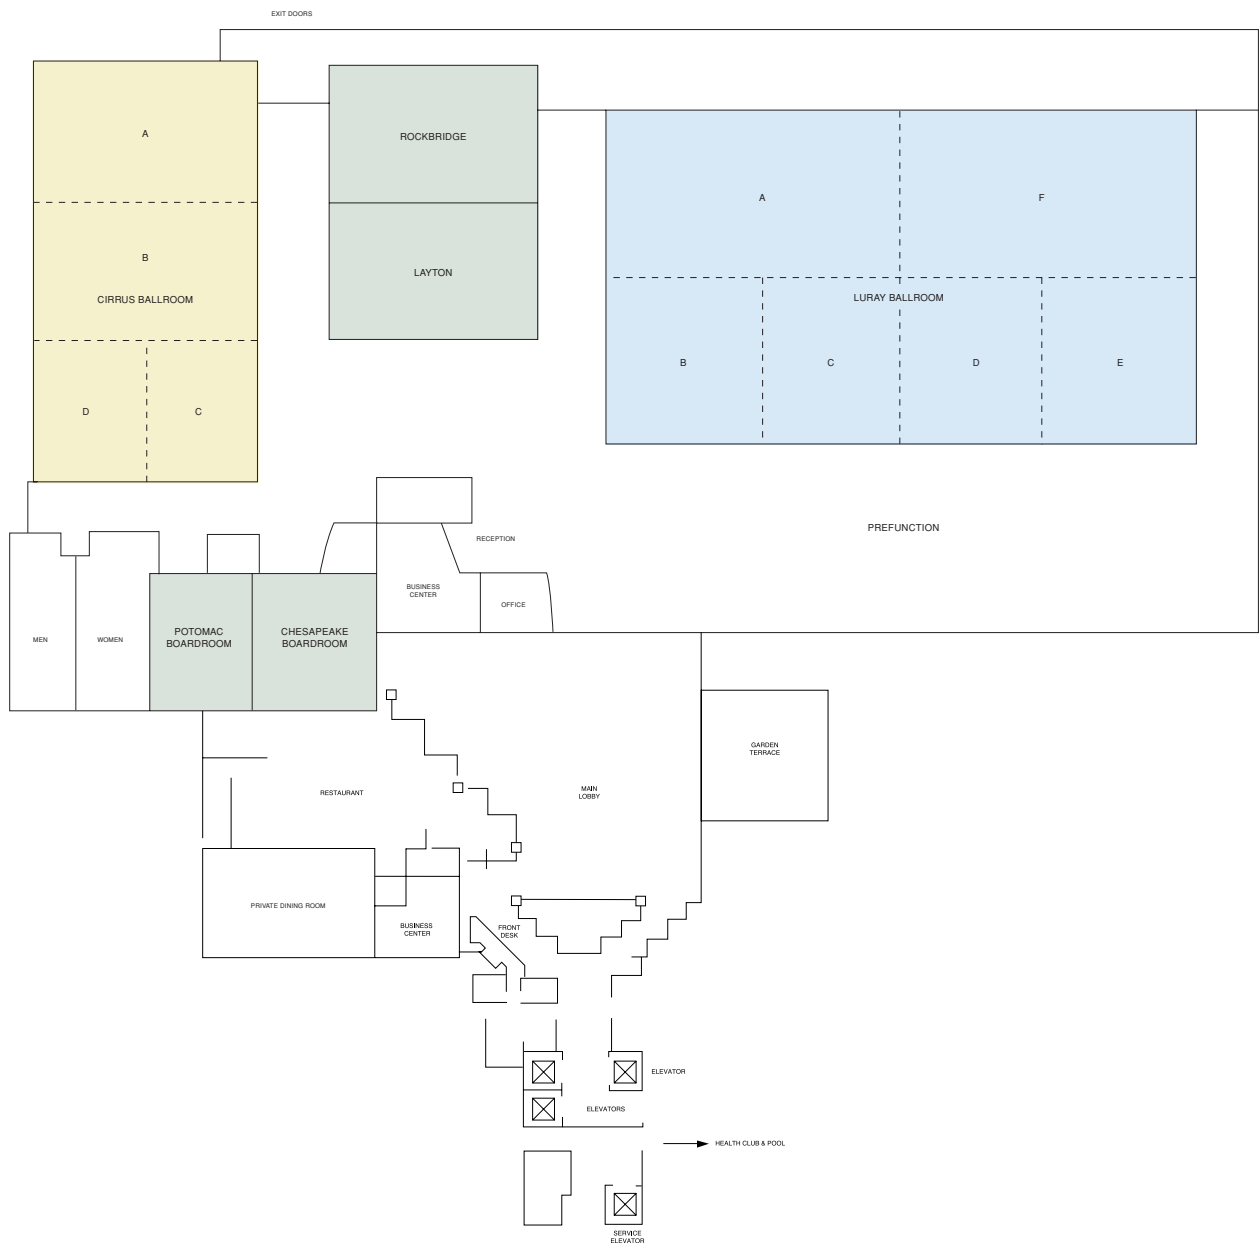 EXIT DOORS
A
ROCKBRIDGE
A
F
B
LAYTON
CIRRUS BALLROOM
LURAY BALLROOM
B
C
D
E
D
C
PREFUNCTION
RECEPTION
BUSINESS
CENTER
OFFICE
MEN
WOMEN
POTOMAC
BOARDROOM
CHESAPEAKE
BOARDROOM
GARDEN
TERRACE
RESTAURANT
MAIN
LOBBY
PRIVATE DINING ROOM
BUSINESS
CENTER
FRONT
DESK
ELEVATOR
ELEVATORS
HEALTH CLUB & POOL
SERVICE
ELEVATOR